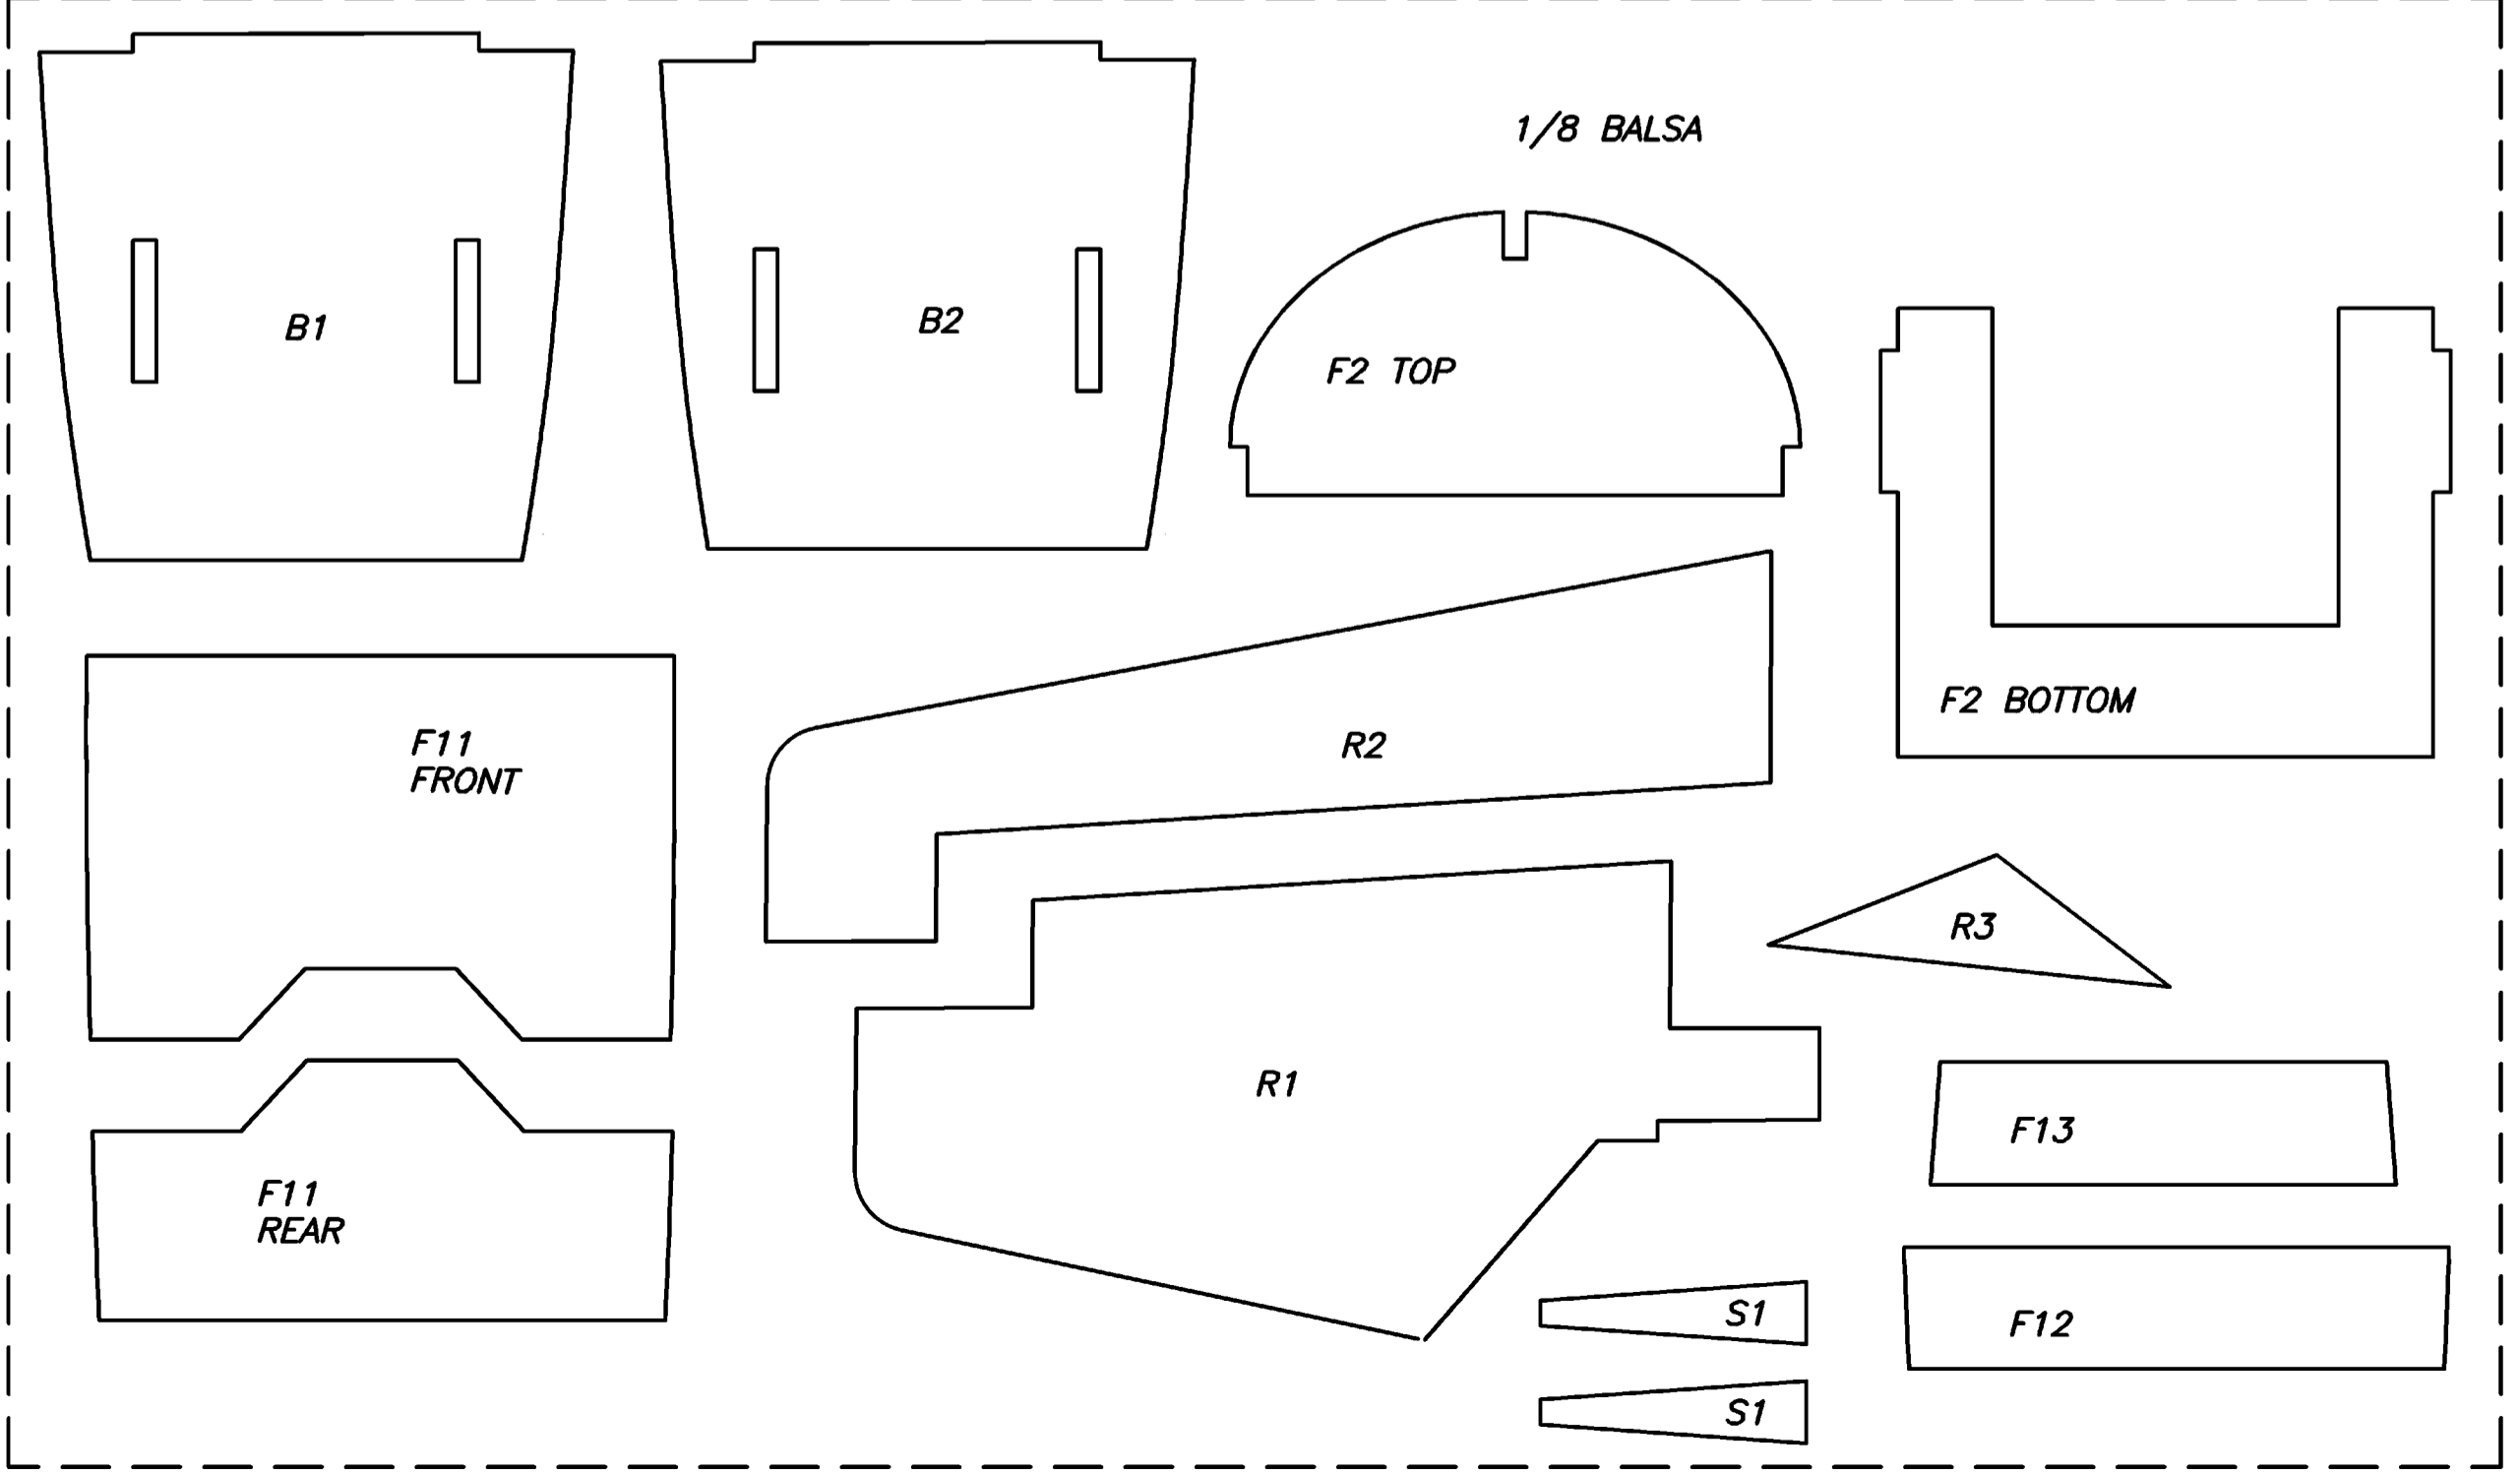 1/8 BALSA
B1
B2
F2 TOP
F2 BOTTOM
F11
FRONT
R2
R3
R1
F13
F11
REAR
S1
F12
S1